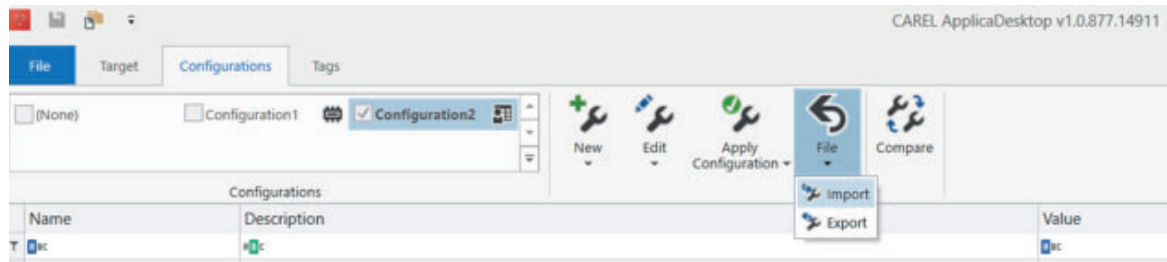 CAREL ApplicaDesktop v1.0.877.14911
File Target Configurations Tags
(None) Configuration1 Configuration2
New Edit Apply Configuration File Compare
Configurations
Import
Export
Name Description Value